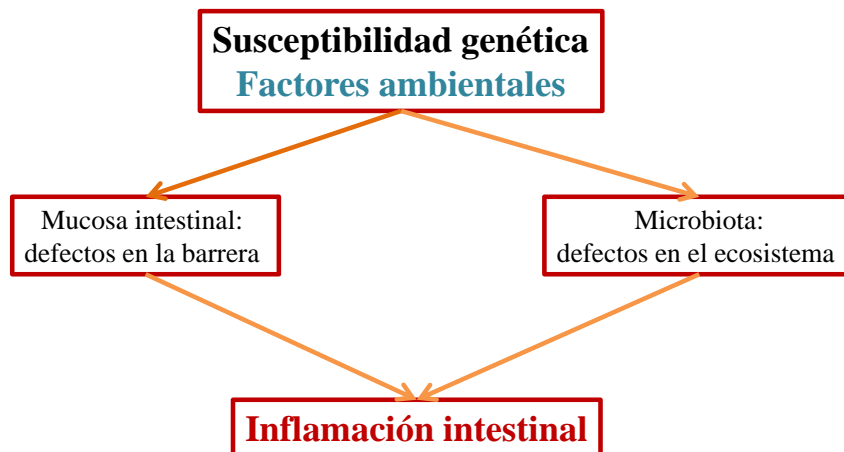 Susceptibilidad genética
Factores ambientales
Mucosa intestinal:
defectos en la barrera
Microbiota:
defectos en el ecosistema
Inflamación intestinal